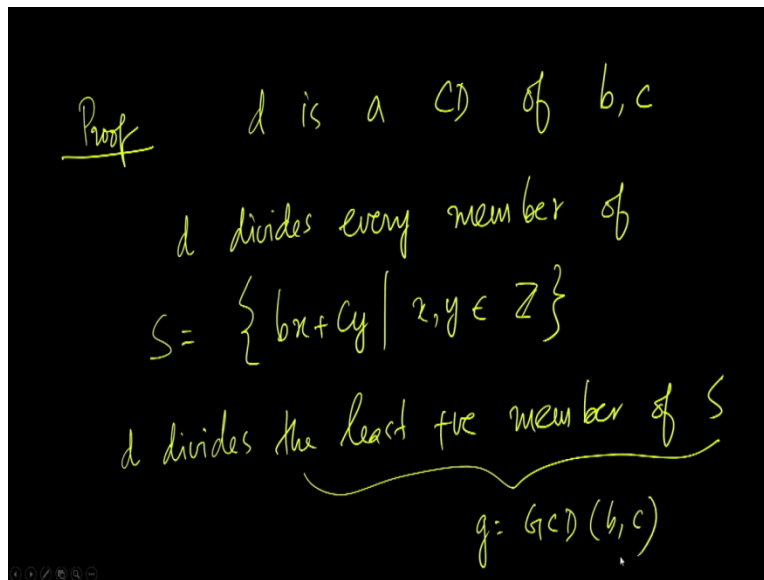 Proof d is a CD of b, c
d divides every member of
S = { bx + cy | x, y ∈ ℤ }
d divides the least +ve member of S
g = GCD (b, c)